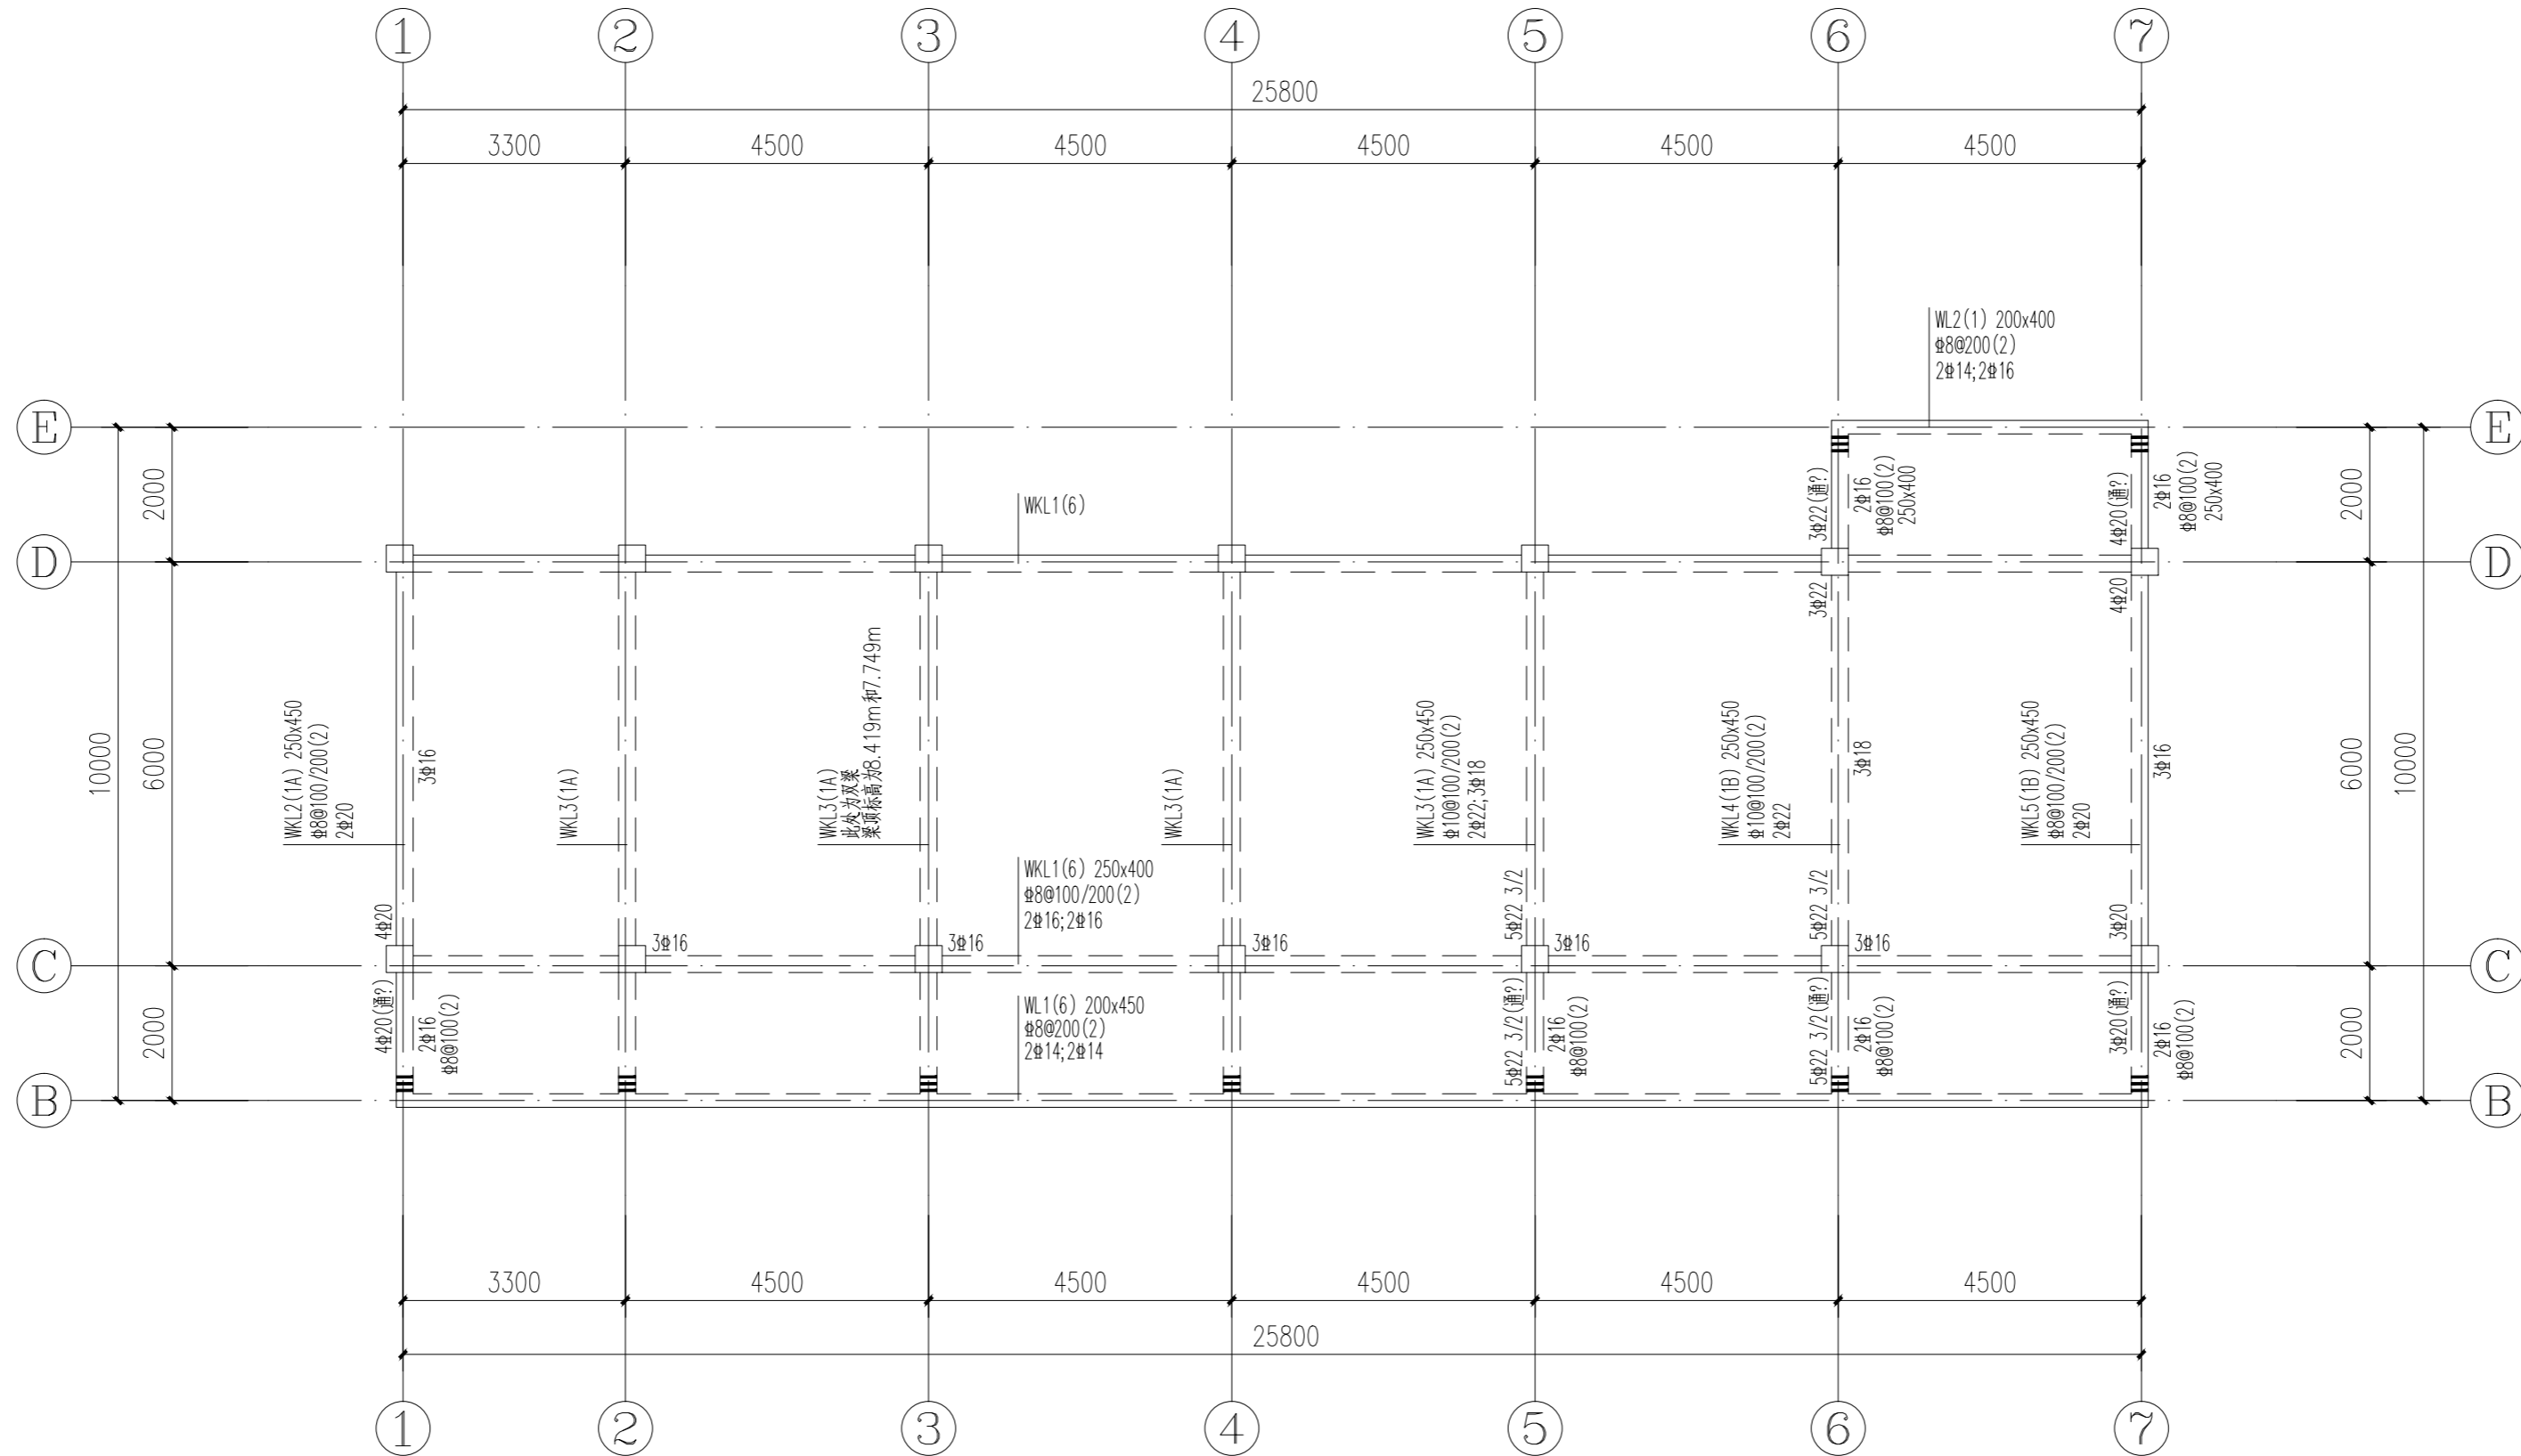 1
2
3
4
5
6
7
25800
3300
4500
4500
4500
4500
4500
WL2(1) 200x400
Φ8@200(2)
2Φ14;2Φ16
E
E
2000
2000
WKL1(6)
3Φ22(通?)
2Φ16
Φ8@100(2)
250x400
4Φ20(通?)
2Φ16
Φ8@100(2)
250x400
D
D
3Φ22
4Φ20
10000
6000
WKL2(1A) 250x450
Φ8@100/200(2)
2Φ20
3Φ16
WKL3(1A)
WKL3(1A)
此处为双梁
梁顶标高为8.419m和7.749m
WKL3(1A)
WKL3(1A) 250x450
Φ10@100/200(2)
2Φ22;3Φ18
WKL4(1B) 250x450
Φ10@100/200(2)
2Φ22
3Φ18
WKL5(1B) 250x450
Φ8@100/200(2)
2Φ20
3Φ16
6000
10000
WKL1(6) 250x400
Φ8@100/200(2)
2Φ16;2Φ16
4Φ20
5Φ22 3/2
5Φ22 3/2
3Φ20
3Φ16
3Φ16
3Φ16
3Φ16
3Φ16
C
C
4Φ20(通?)
2Φ16
Φ8@100(2)
WL1(6) 200x450
Φ8@200(2)
2Φ14;2Φ14
5Φ22 3/2(通?)
2Φ16
Φ8@100(2)
5Φ22 3/2(通?)
2Φ16
Φ8@100(2)
3Φ20(通?)
2Φ16
Φ8@100(2)
2000
2000
B
B
3300
4500
4500
4500
4500
4500
25800
1
2
3
4
5
6
7